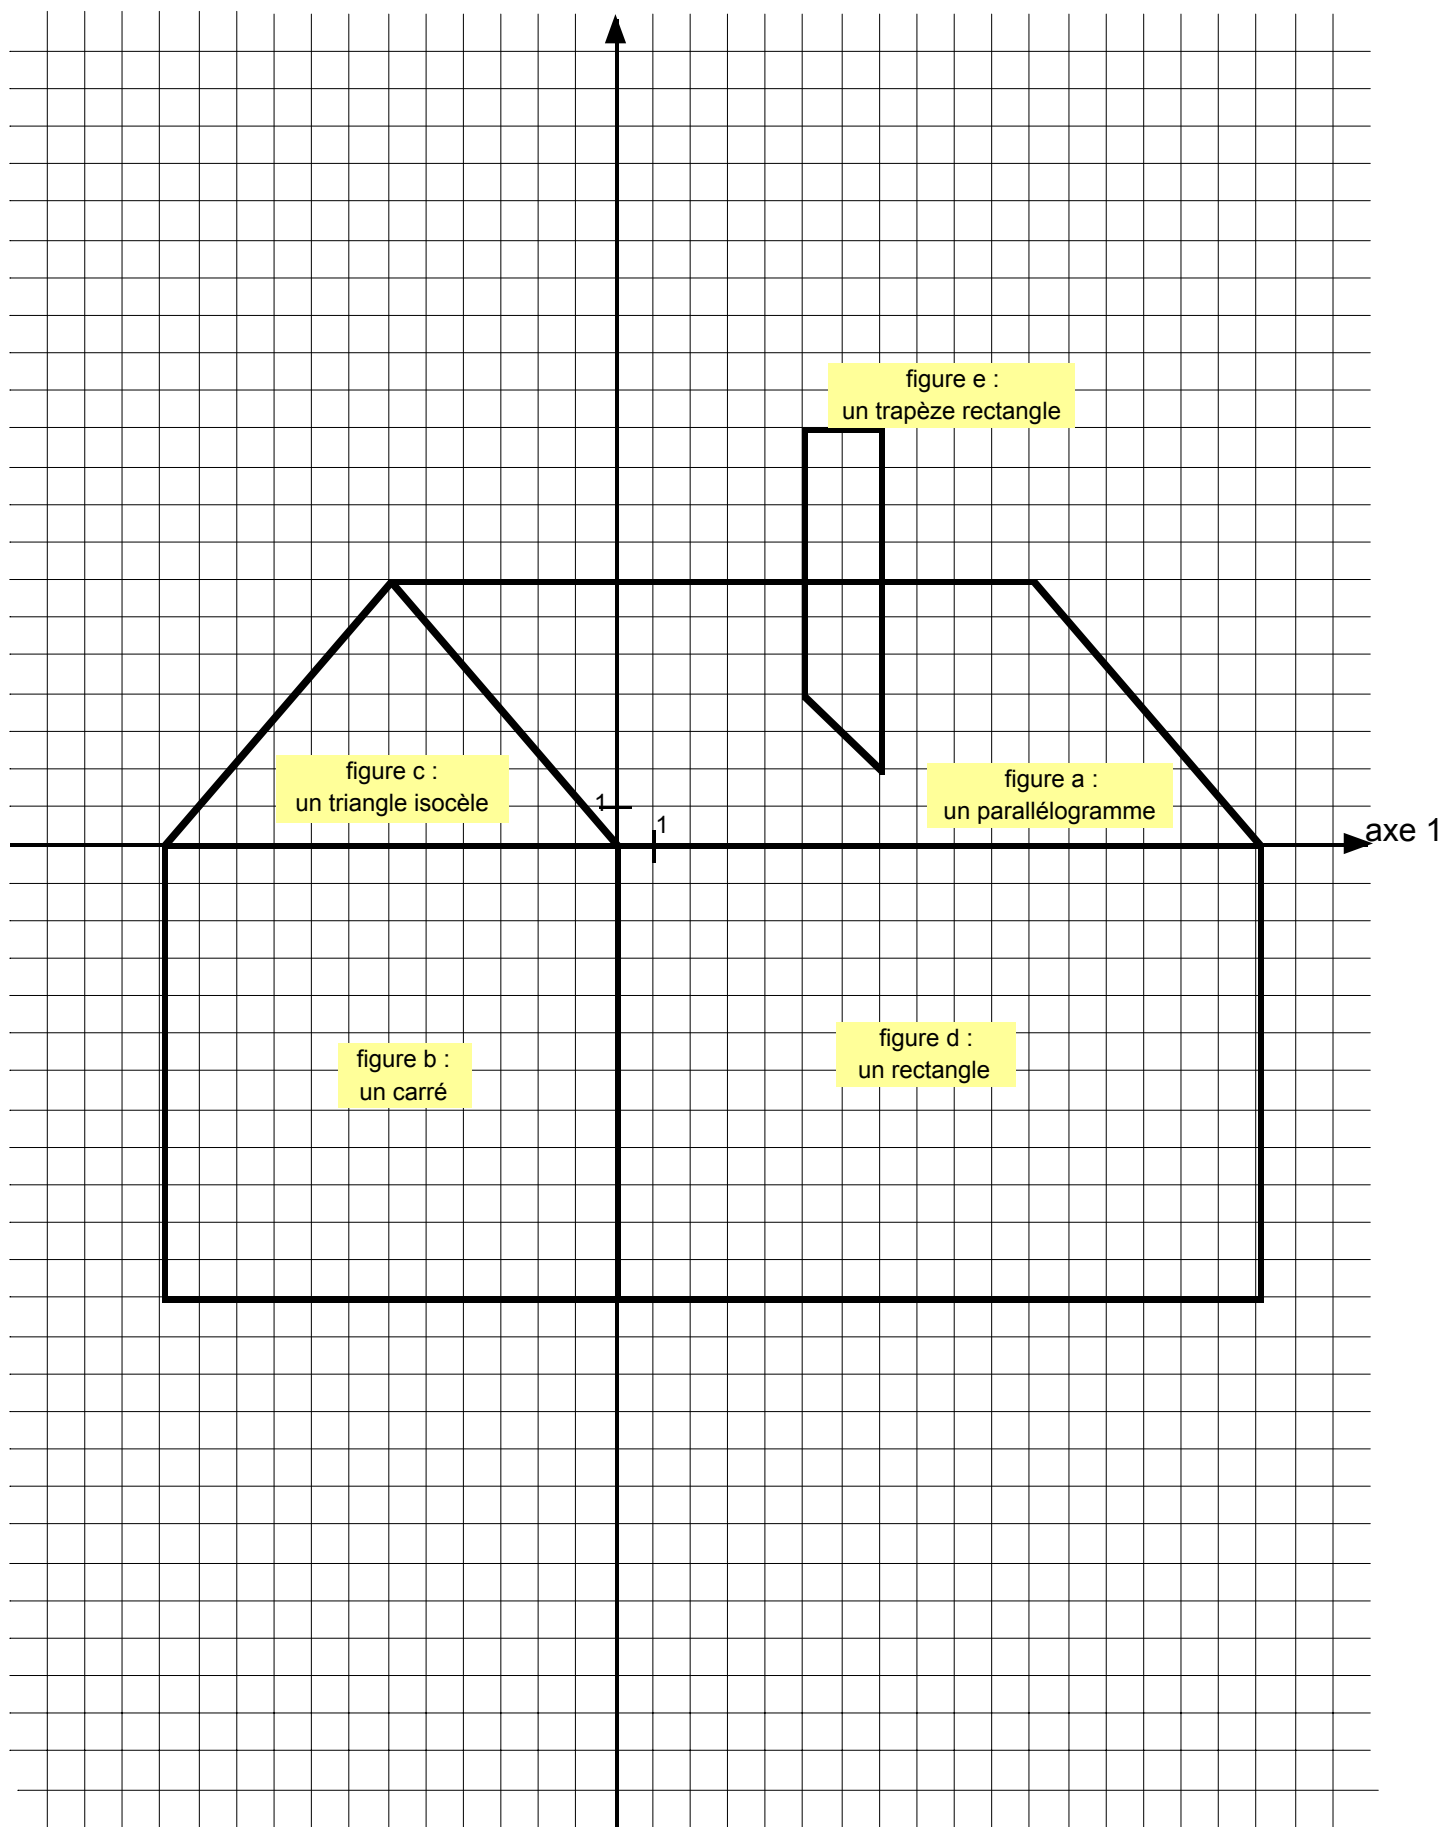 figure e :
un trapèze rectangle
figure c :
un triangle isocèle
figure a :
un parallélogramme
1
1
axe 1
figure b :
un carré
figure d :
un rectangle